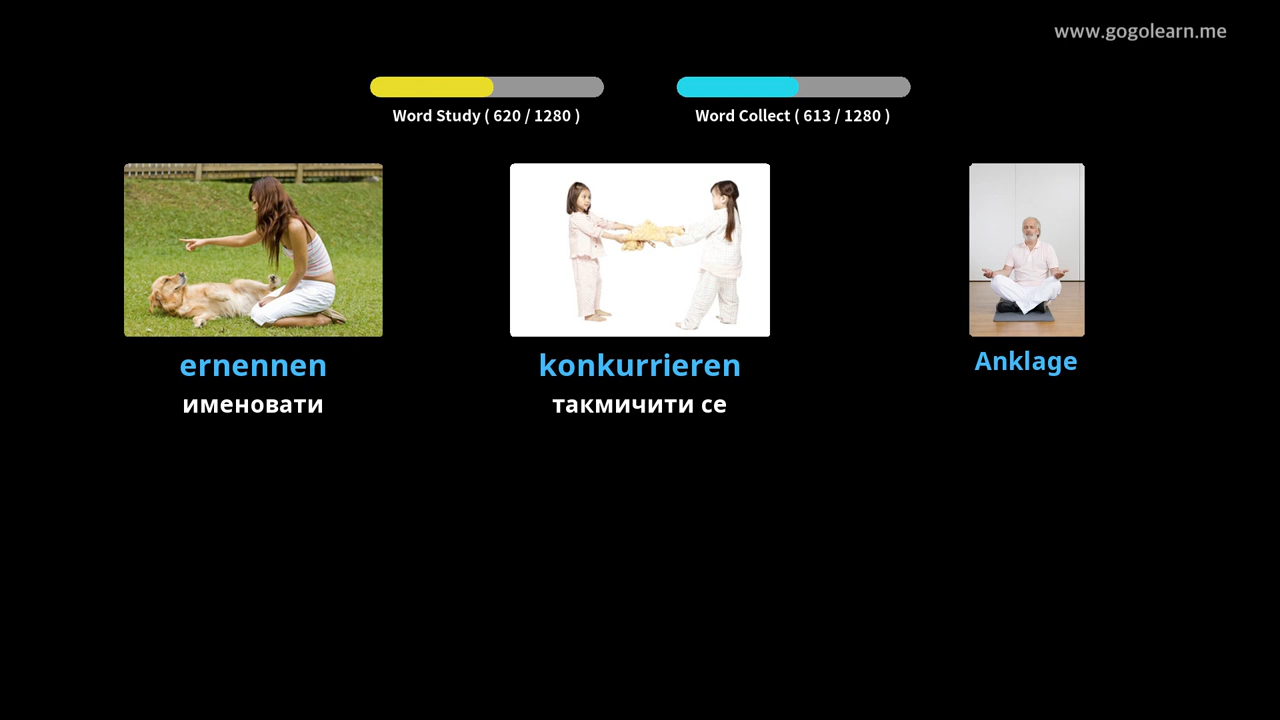 www.gogolearn.me
Word Study ( 620 / 1280 )
Word Collect ( 613 / 1280 )
ernennen
именовати
konkurrieren
такмичити се
Anklage